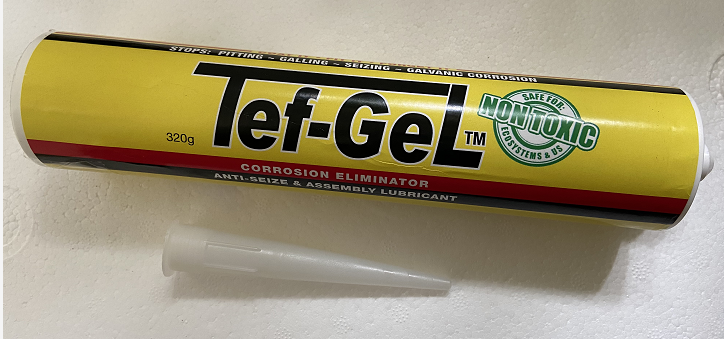 STOPS: PITTING ~ GALLING ~ SEIZING ~ GALVANIC CORROSION
Tef-GeL™
320g
SAFE FOR:
NON TOXIC
ECOSYSTEMS & US
CORROSION ELIMINATOR
ANTI-SEIZE & ASSEMBLY LUBRICANT